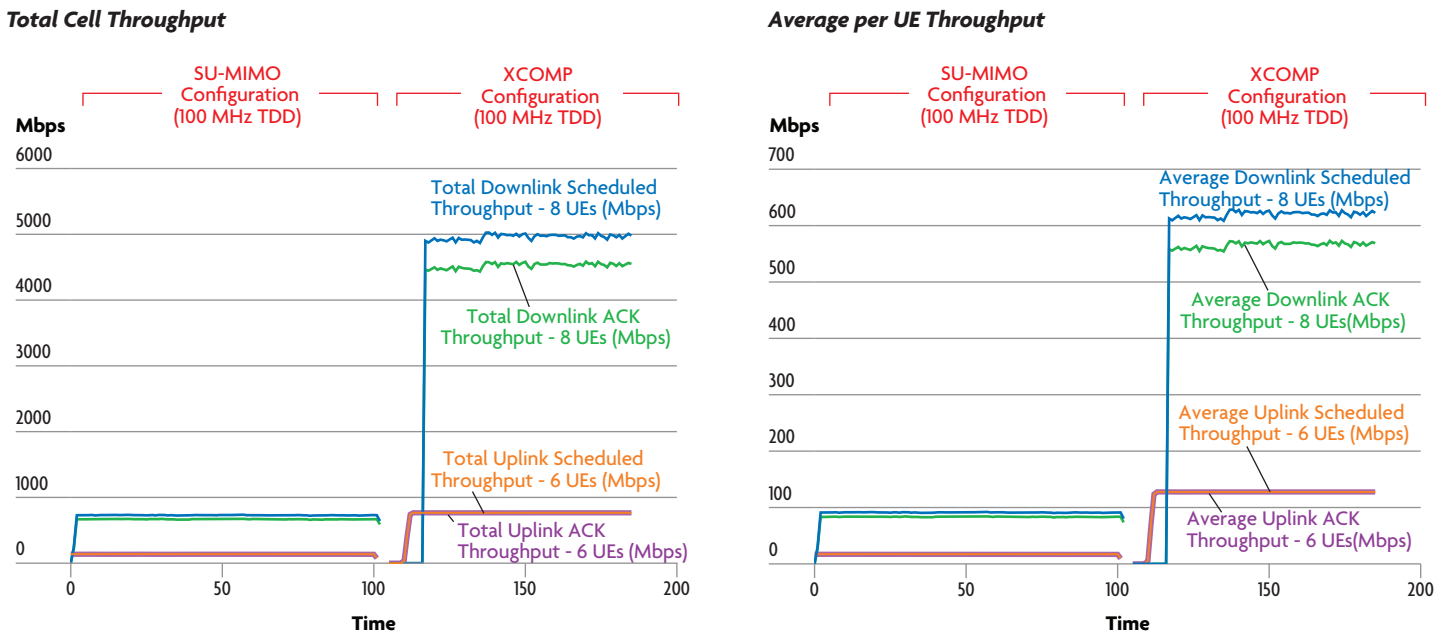 Total Cell Throughput
SU-MIMO
Configuration
(100 MHz TDD)
XCOMP
Configuration
(100 MHz TDD)
Mbps
6000
5000
4000
3000
2000
1000
0
Total Downlink Scheduled
Throughput - 8 UEs (Mbps)
Total Downlink ACK
Throughput - 8 UEs (Mbps)
Total Uplink Scheduled
Throughput - 6 UEs (Mbps)
Total Uplink ACK
Throughput - 6 UEs (Mbps)
0 50 100 150 200
Time
Average per UE Throughput
SU-MIMO
Configuration
(100 MHz TDD)
XCOMP
Configuration
(100 MHz TDD)
Mbps
700
600
500
400
300
200
100
0
Average Downlink Scheduled
Throughput - 8 UEs (Mbps)
Average Downlink ACK
Throughput - 8 UEs(Mbps)
Average Uplink Scheduled
Throughput - 6 UEs (Mbps)
Average Uplink ACK
Throughput - 6 UEs(Mbps)
0 50 100 150 200
Time